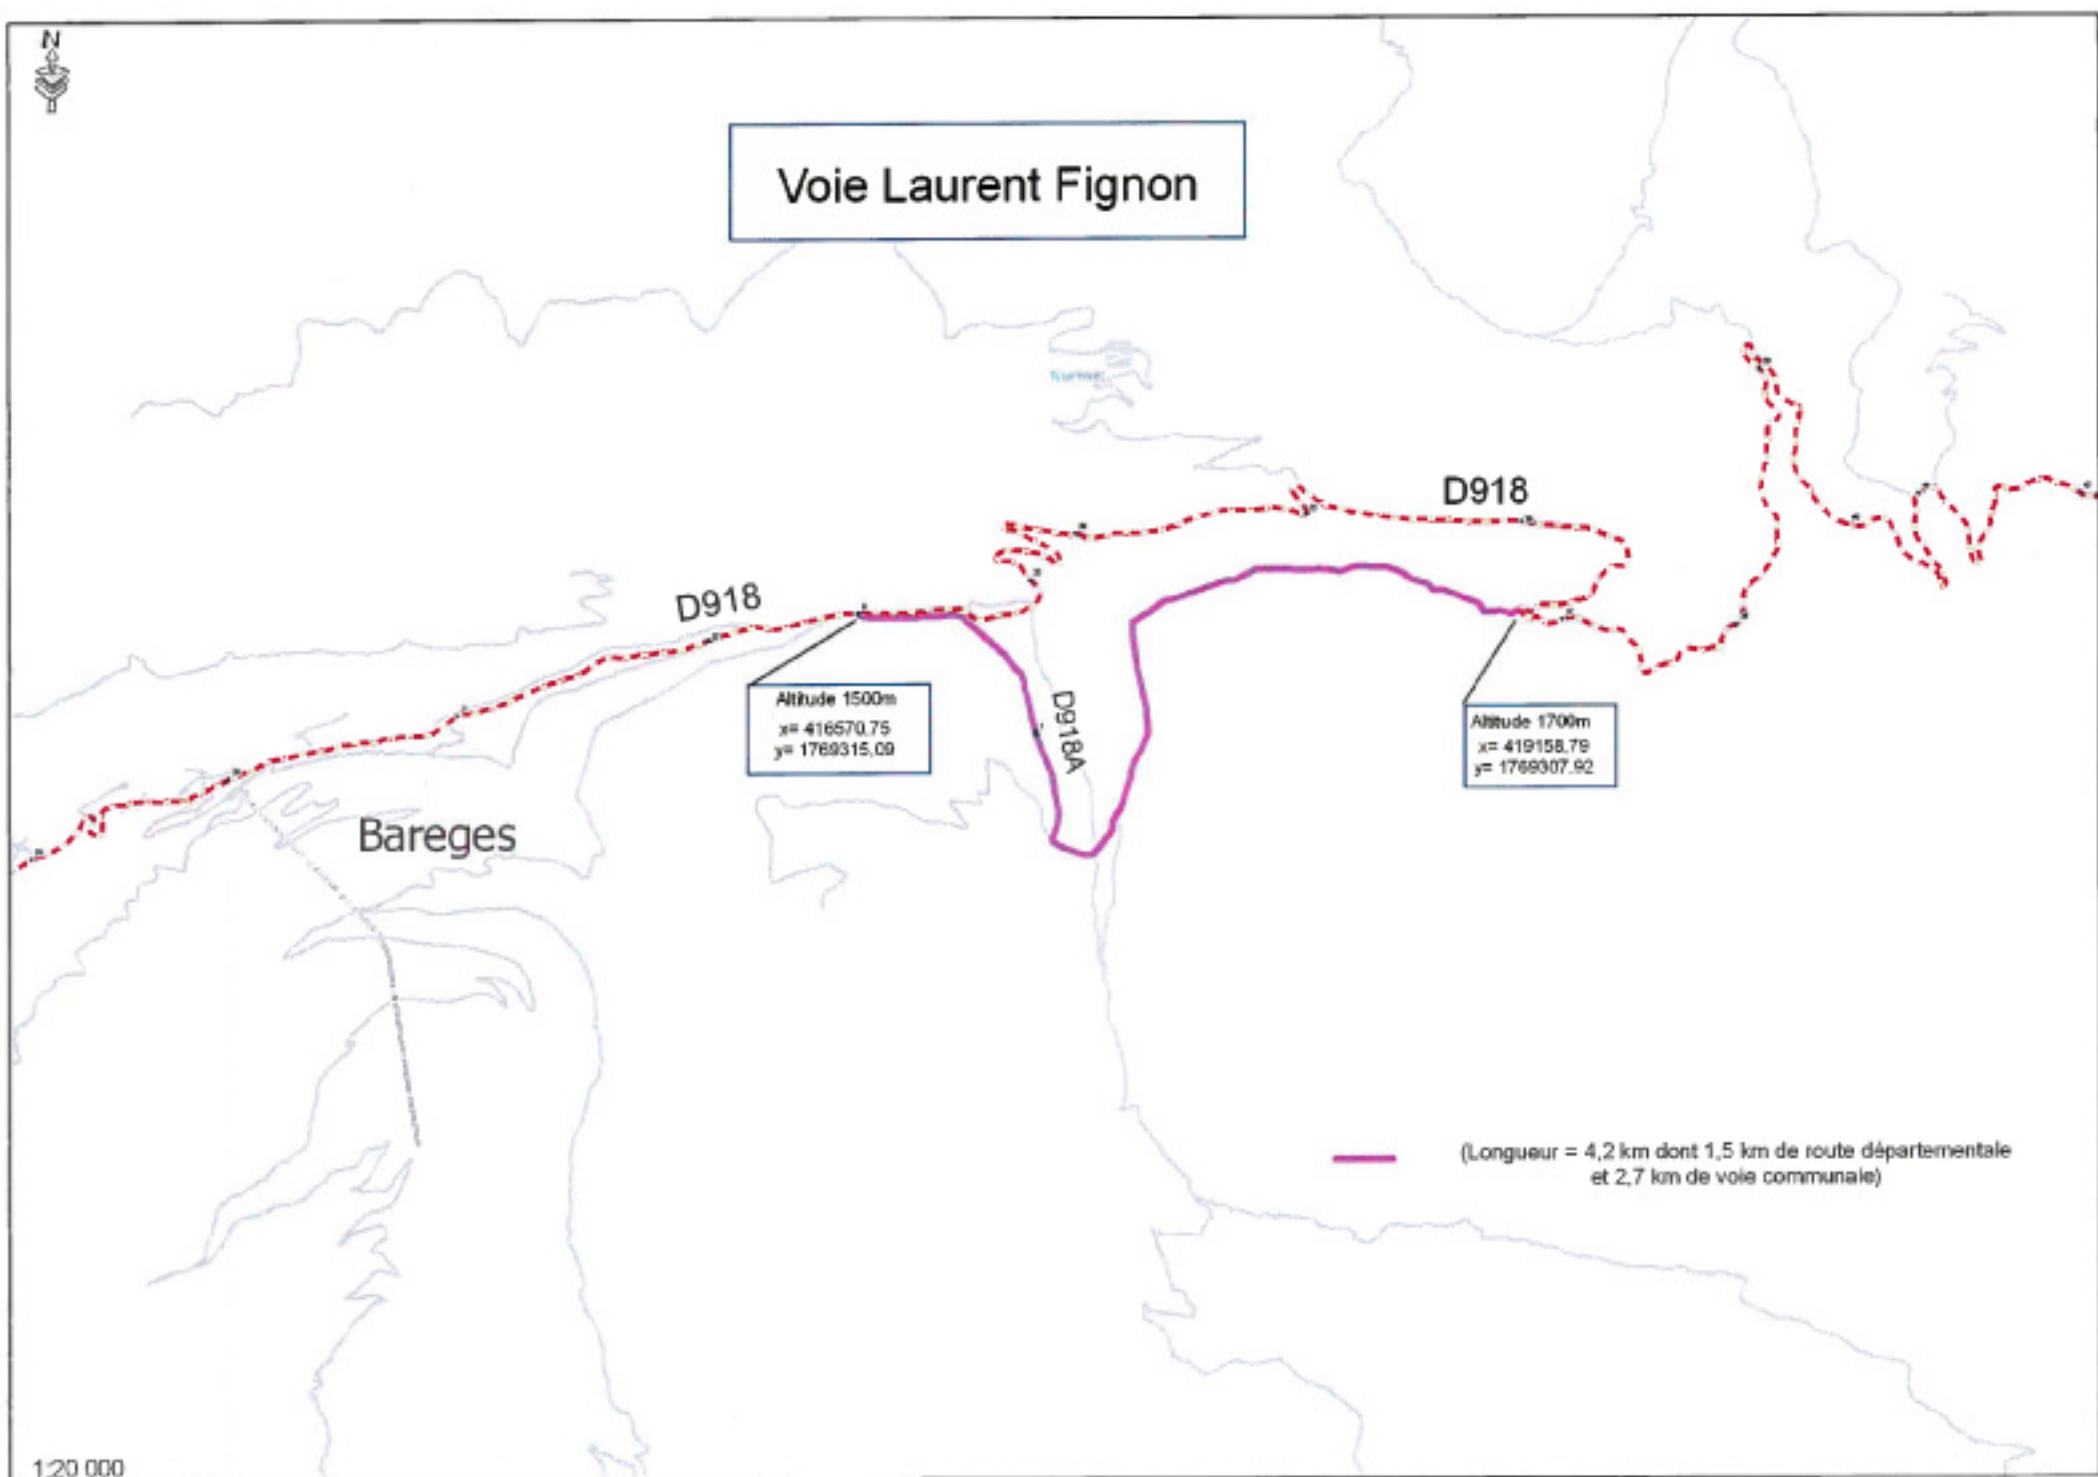 N
Voie Laurent Fignon
D918
D918
Altitude 1500m
x= 416570,75
y= 1769315,09
D918A
Altitude 1700m
x= 419158,79
y= 1769307,92
Bareges
(Longueur = 4,2 km dont 1,5 km de route départementale
et 2,7 km de voie communale)
1:20 000